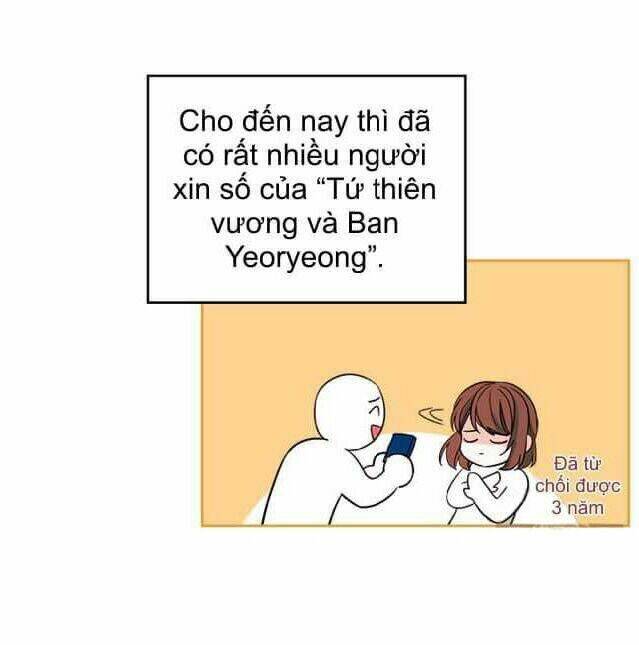 Cho đến nay thì đã
có rất nhiều người
xin số của “Tứ thiên
vương và Ban
Yeoryeong”.
Đã từ
chối được
3 năm